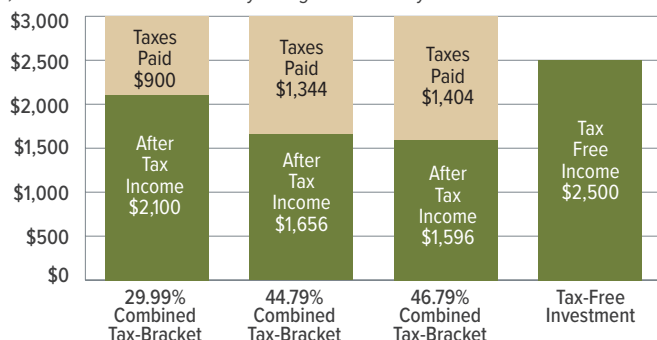 $3,000
$2,500
$2,000
$1,500
$1,000
$500
$0
Taxes
Paid
$900
After
Tax
Income
$2,100
Taxes
Paid
$1,344
After
Tax
Income
$1,656
Taxes
Paid
$1,404
After
Tax
Income
$1,596
Tax
Free
Income
$2,500
29.99%
Combined
Tax-Bracket
44.79%
Combined
Tax-Bracket
46.79%
Combined
Tax-Bracket
Tax-Free
Investment